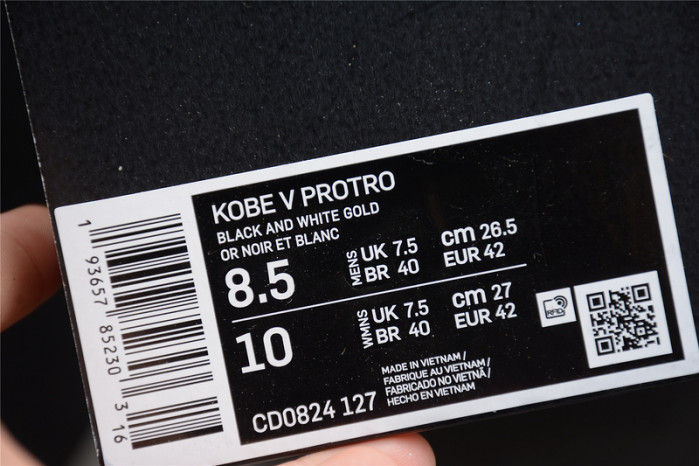 1 93657 85230 3 16
KOBE V PROTRO
BLACK AND WHITE GOLD
OR NOIR ET BLANC
8.5 MENS UK 7.5 cm 26.5
BR 40 EUR 42
10 WMNS UK 7.5 cm 27
BR 40 EUR 42
RFID
CD0824 127
MADE IN VIETNAM /
FABRIQUE AU VIETNAM /
FABRICADO NO VIETNÃ /
HECHO EN VIETNAM